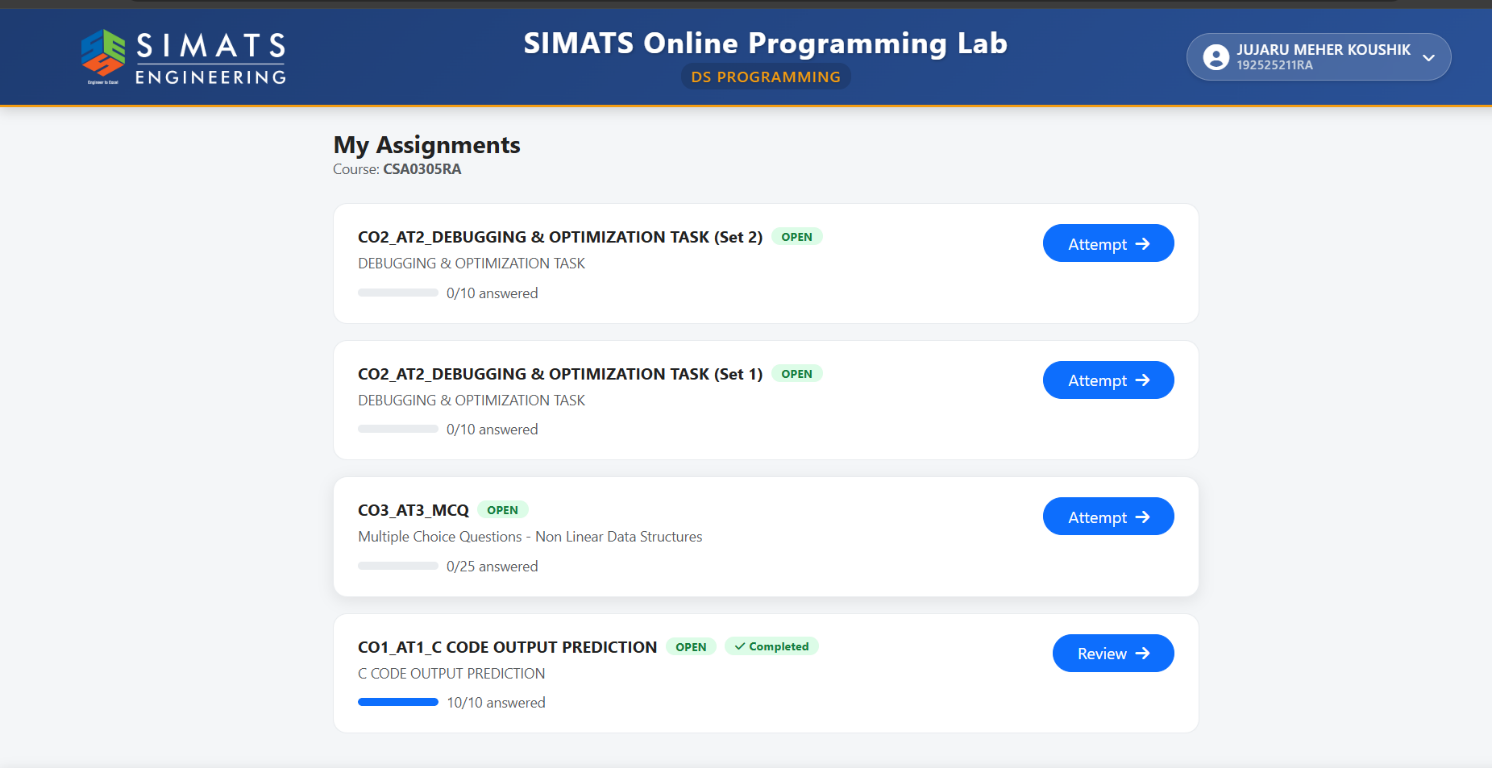 SIMATS
ENGINEERING
Engineer to Excel
SIMATS Online Programming Lab
DS PROGRAMMING
JUJARU MEHER KOUSHIK
192525211RA
My Assignments
Course: CSA0305RA
CO2_AT2_DEBUGGING & OPTIMIZATION TASK (Set 2) OPEN
Attempt →
DEBUGGING & OPTIMIZATION TASK
0/10 answered
CO2_AT2_DEBUGGING & OPTIMIZATION TASK (Set 1) OPEN
Attempt →
DEBUGGING & OPTIMIZATION TASK
0/10 answered
CO3_AT3_MCQ OPEN
Attempt →
Multiple Choice Questions - Non Linear Data Structures
0/25 answered
CO1_AT1_C CODE OUTPUT PREDICTION OPEN ✓ Completed
Review →
C CODE OUTPUT PREDICTION
10/10 answered